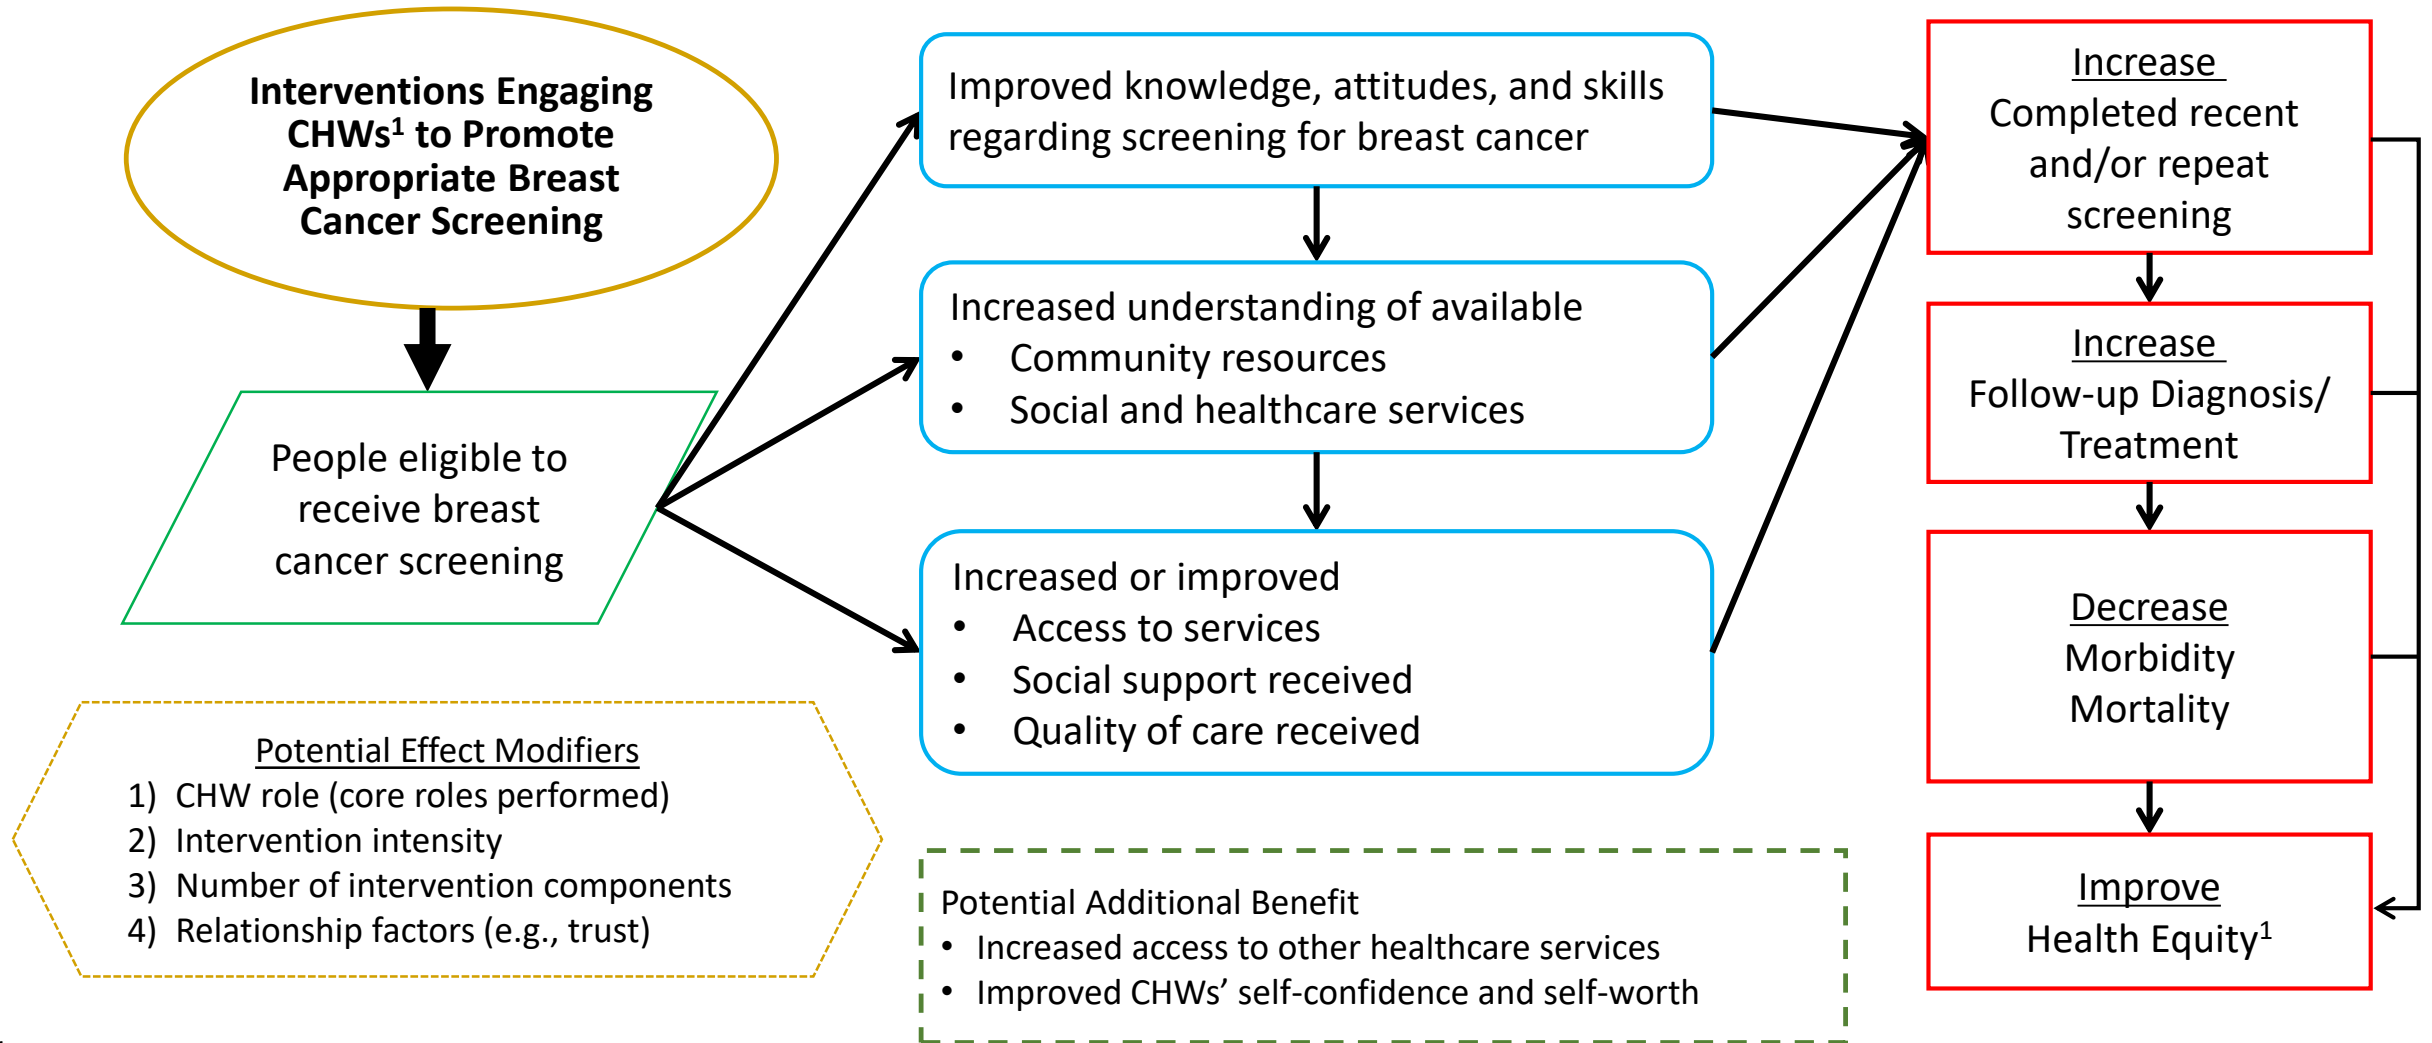 Interventions Engaging
CHWs¹ to Promote
Appropriate Breast
Cancer Screening
People eligible to
receive breast
cancer screening
Potential Effect Modifiers
1) CHW role (core roles performed)
2) Intervention intensity
3) Number of intervention components
4) Relationship factors (e.g., trust)
Improved knowledge, attitudes, and skills
regarding screening for breast cancer
Increased understanding of available
• Community resources
• Social and healthcare services
Increased or improved
• Access to services
• Social support received
• Quality of care received
Potential Additional Benefit
• Increased access to other healthcare services
• Improved CHWs’ self-confidence and self-worth
Increase
Completed recent
and/or repeat
screening
Increase
Follow-up Diagnosis/
Treatment
Decrease
Morbidity
Mortality
Improve
Health Equity¹